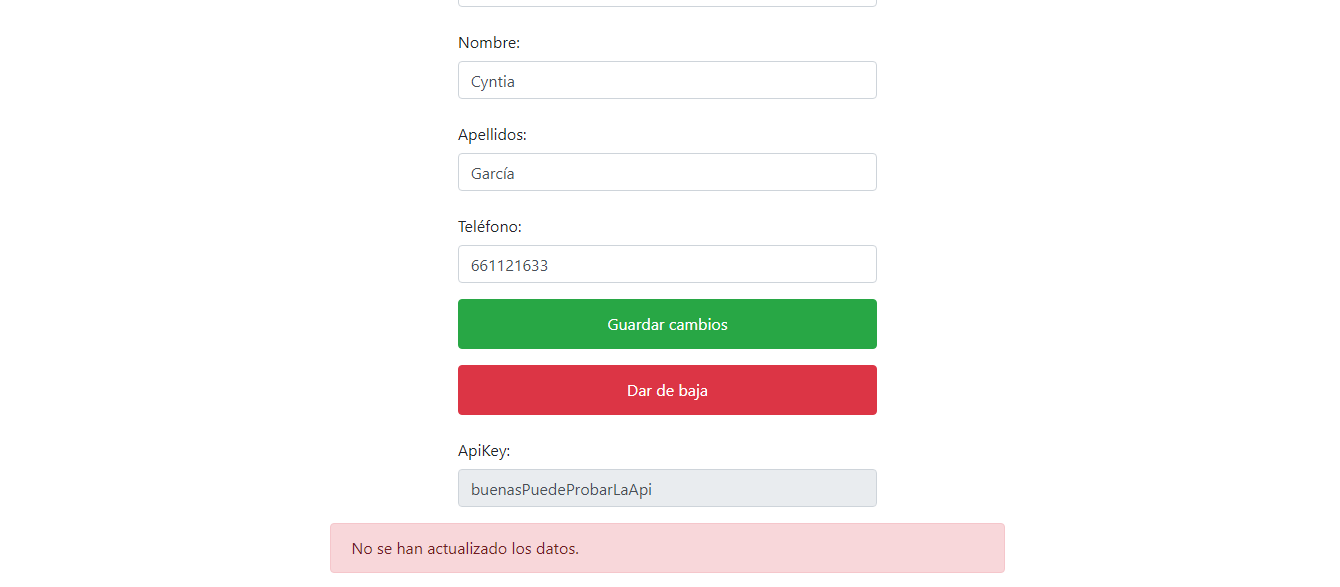 Nombre:
Cyntia
Apellidos:
García
Teléfono:
661121633
Guardar cambios
Dar de baja
ApiKey:
buenasPuedeProbarLaApi
No se han actualizado los datos.